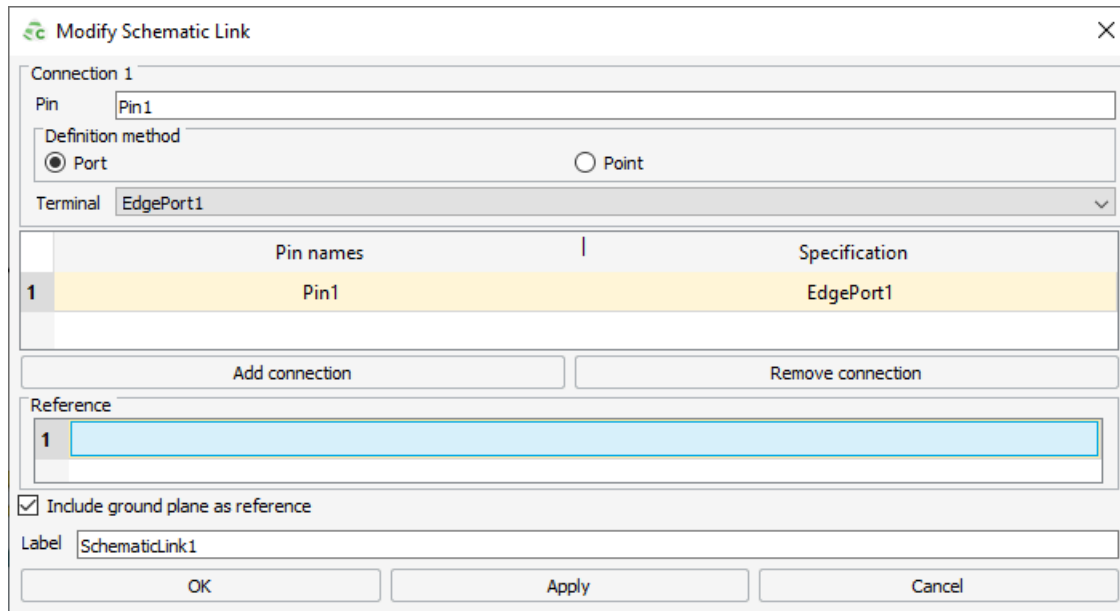 Modify Schematic Link
Connection 1
Pin Pin1
Definition method
Port Point
Terminal EdgePort1
Pin names Specification
1 Pin1 EdgePort1
Add connection Remove connection
Reference
1
Include ground plane as reference
Label SchematicLink1
OK Apply Cancel